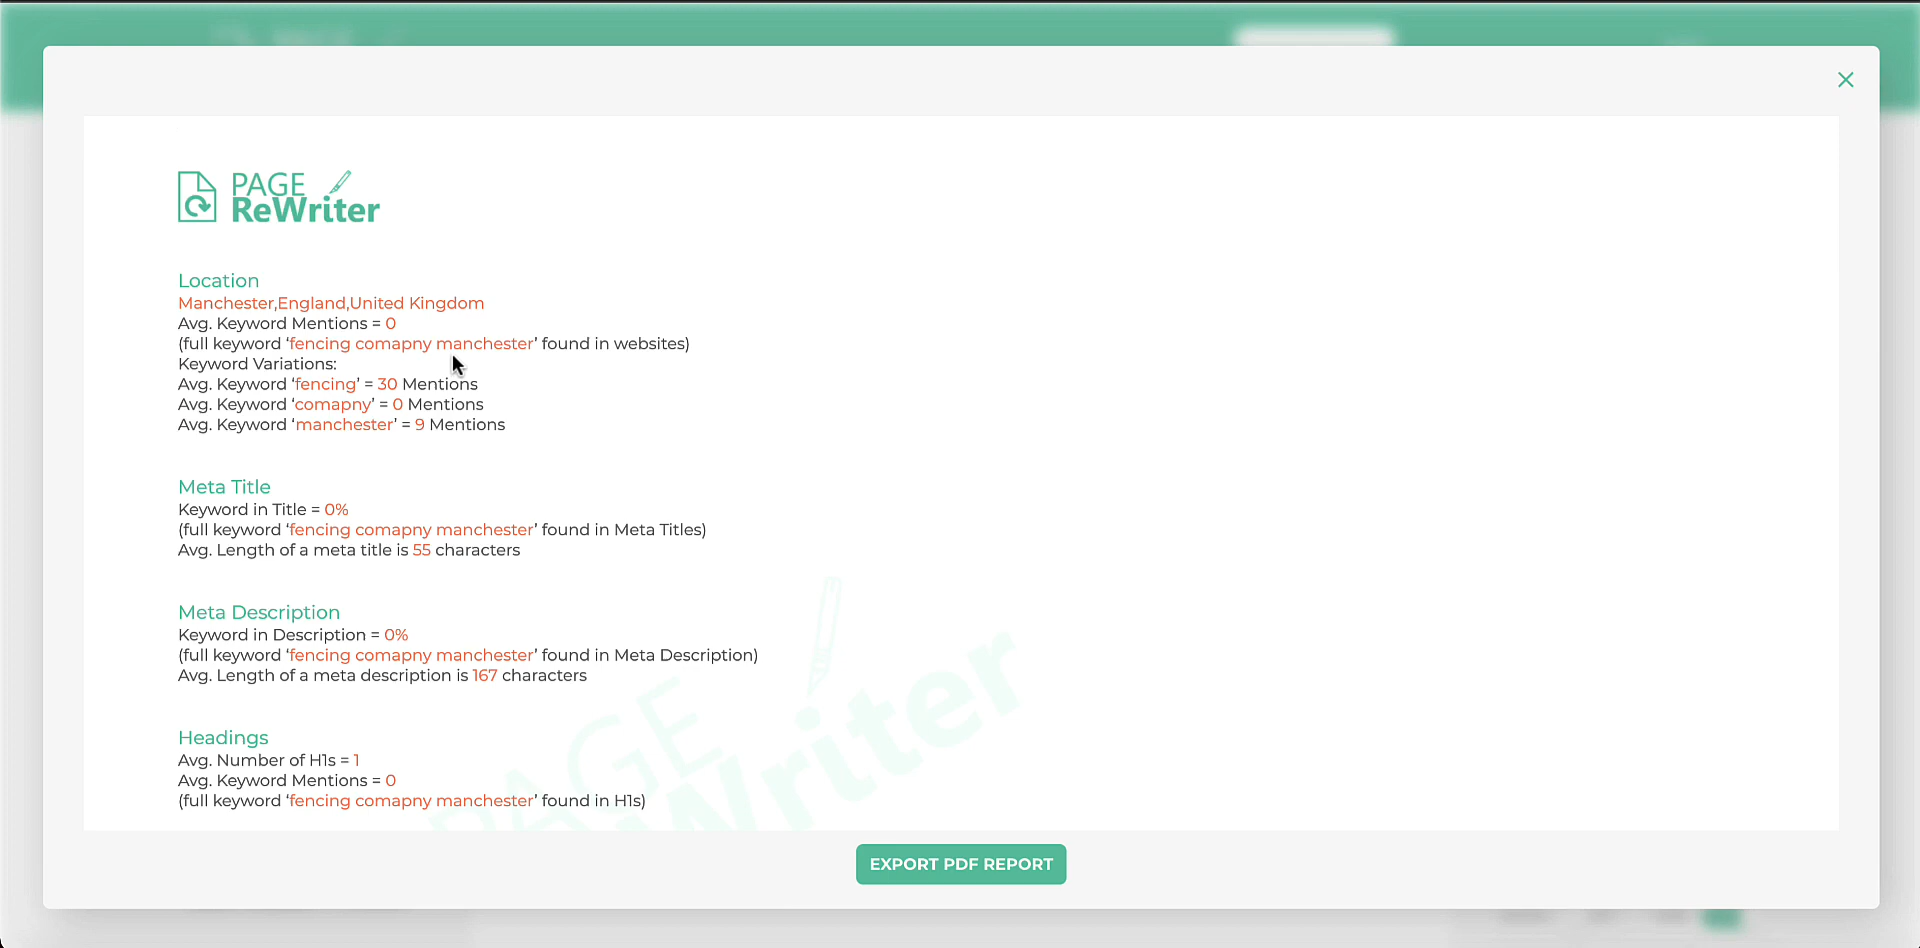 PAGE
ReWriter
Location
Manchester,England,United Kingdom
Avg. Keyword Mentions = 0
(full keyword ‘fencing comapny manchester’ found in websites)
Keyword Variations:
Avg. Keyword ‘fencing’ = 30 Mentions
Avg. Keyword ‘comapny’ = 0 Mentions
Avg. Keyword ‘manchester’ = 9 Mentions
Meta Title
Keyword in Title = 0%
(full keyword ‘fencing comapny manchester’ found in Meta Titles)
Avg. Length of a meta title is 55 characters
Meta Description
Keyword in Description = 0%
(full keyword ‘fencing comapny manchester’ found in Meta Description)
Avg. Length of a meta description is 167 characters
Headings
Avg. Number of H1s = 1
Avg. Keyword Mentions = 0
(full keyword ‘fencing comapny manchester’ found in H1s)
PAGE
Writer
EXPORT PDF REPORT